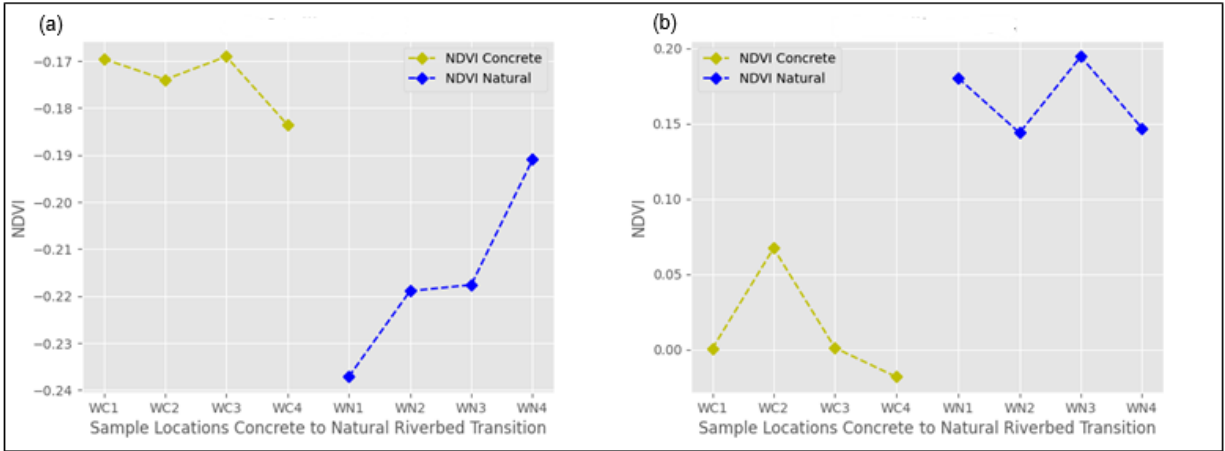 (a)
NDVI Concrete
NDVI Natural
−0.17
−0.18
−0.19
−0.20
−0.21
−0.22
−0.23
−0.24
NDVI
WC1 WC2 WC3 WC4 WN1 WN2 WN3 WN4
Sample Locations Concrete to Natural Riverbed Transition
(b)
NDVI Concrete
NDVI Natural
0.20
0.15
0.10
0.05
0.00
NDVI
WC1 WC2 WC3 WC4 WN1 WN2 WN3 WN4
Sample Locations Concrete to Natural Riverbed Transition